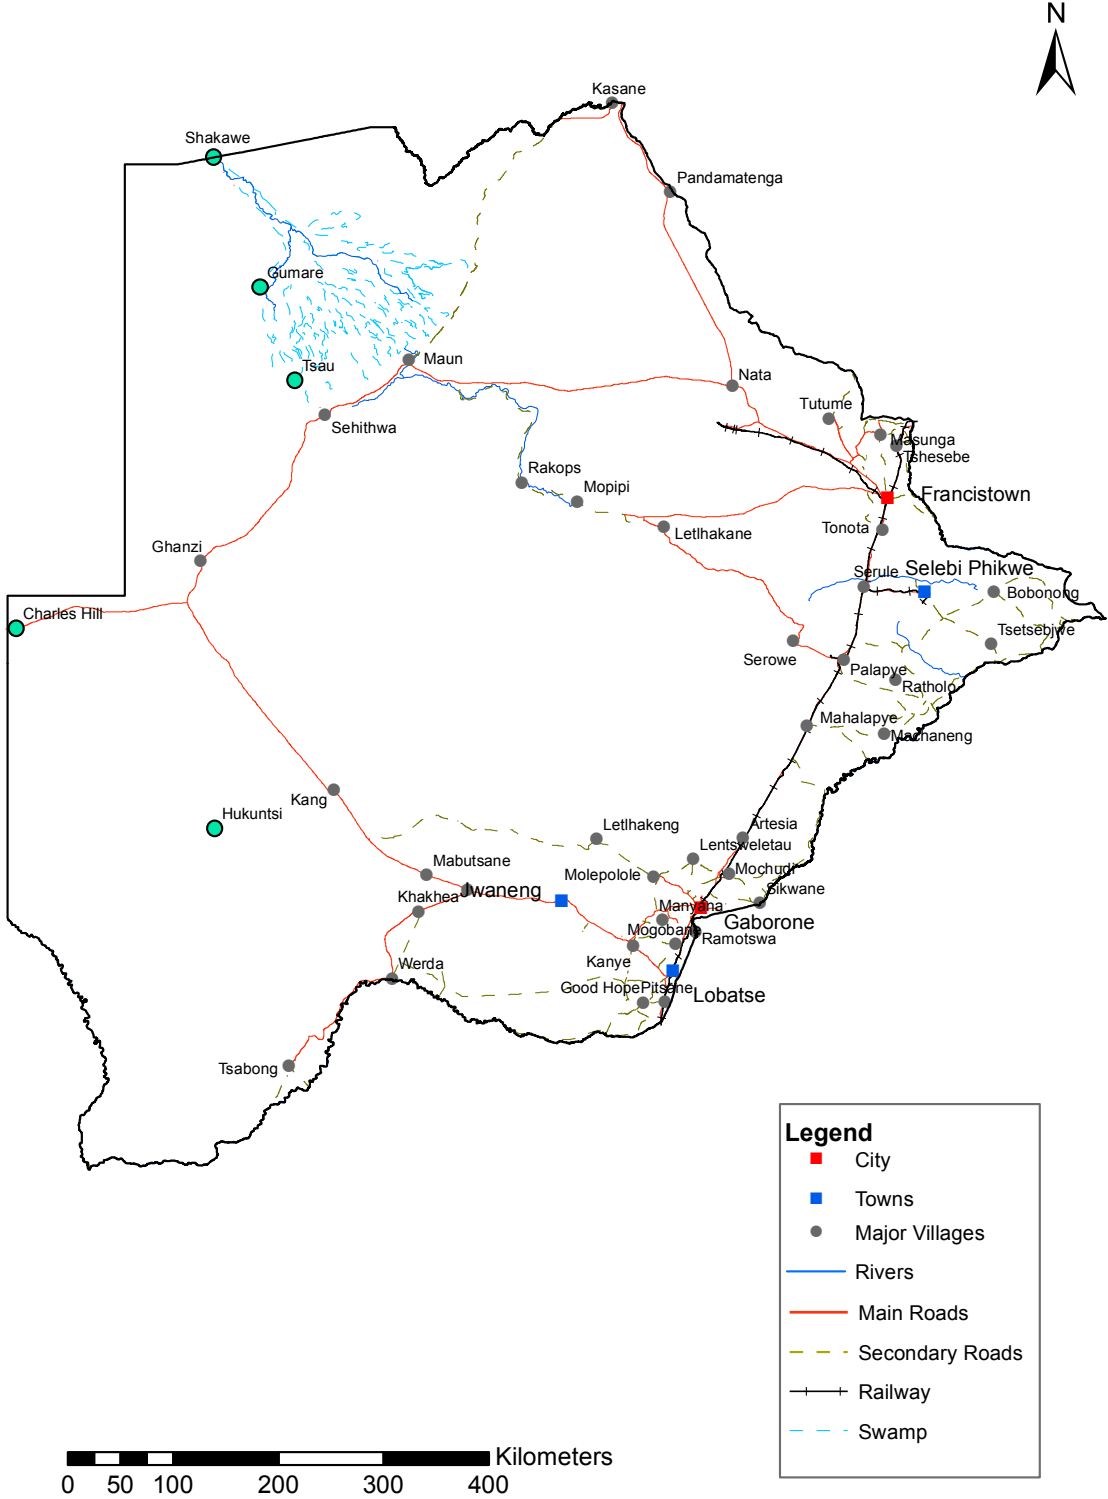 N
Kasane
Shakawe
Pandamatenga
Gumare
Maun
Tsau
Nata
Tutume
Sehithwa
Masunga
Tshesebe
Rakops
Mopipi
Francistown
Letlhakane
Tonota
Ghanzi
Serule
Selebi Phikwe
Bobonong
Charles Hill
Tsetsebjwe
Serowe
Palapye
Ratholo
Mahalapye
Machaneng
Kang
Hukuntsi
Letlhakeng
Artesia
Lentsweletau
Mabutsane
Molepolole
Mochudi
Jwaneng
Sikwane
Khakhea
Manyana
Gaborone
Mogobane
Ramotswa
Kanye
Werda
Good Hope
Pitsane
Lobatse
Tsabong
Legend
City
Towns
Major Villages
Rivers
Main Roads
Secondary Roads
Railway
Swamp
Kilometers
0 50 100 200 300 400